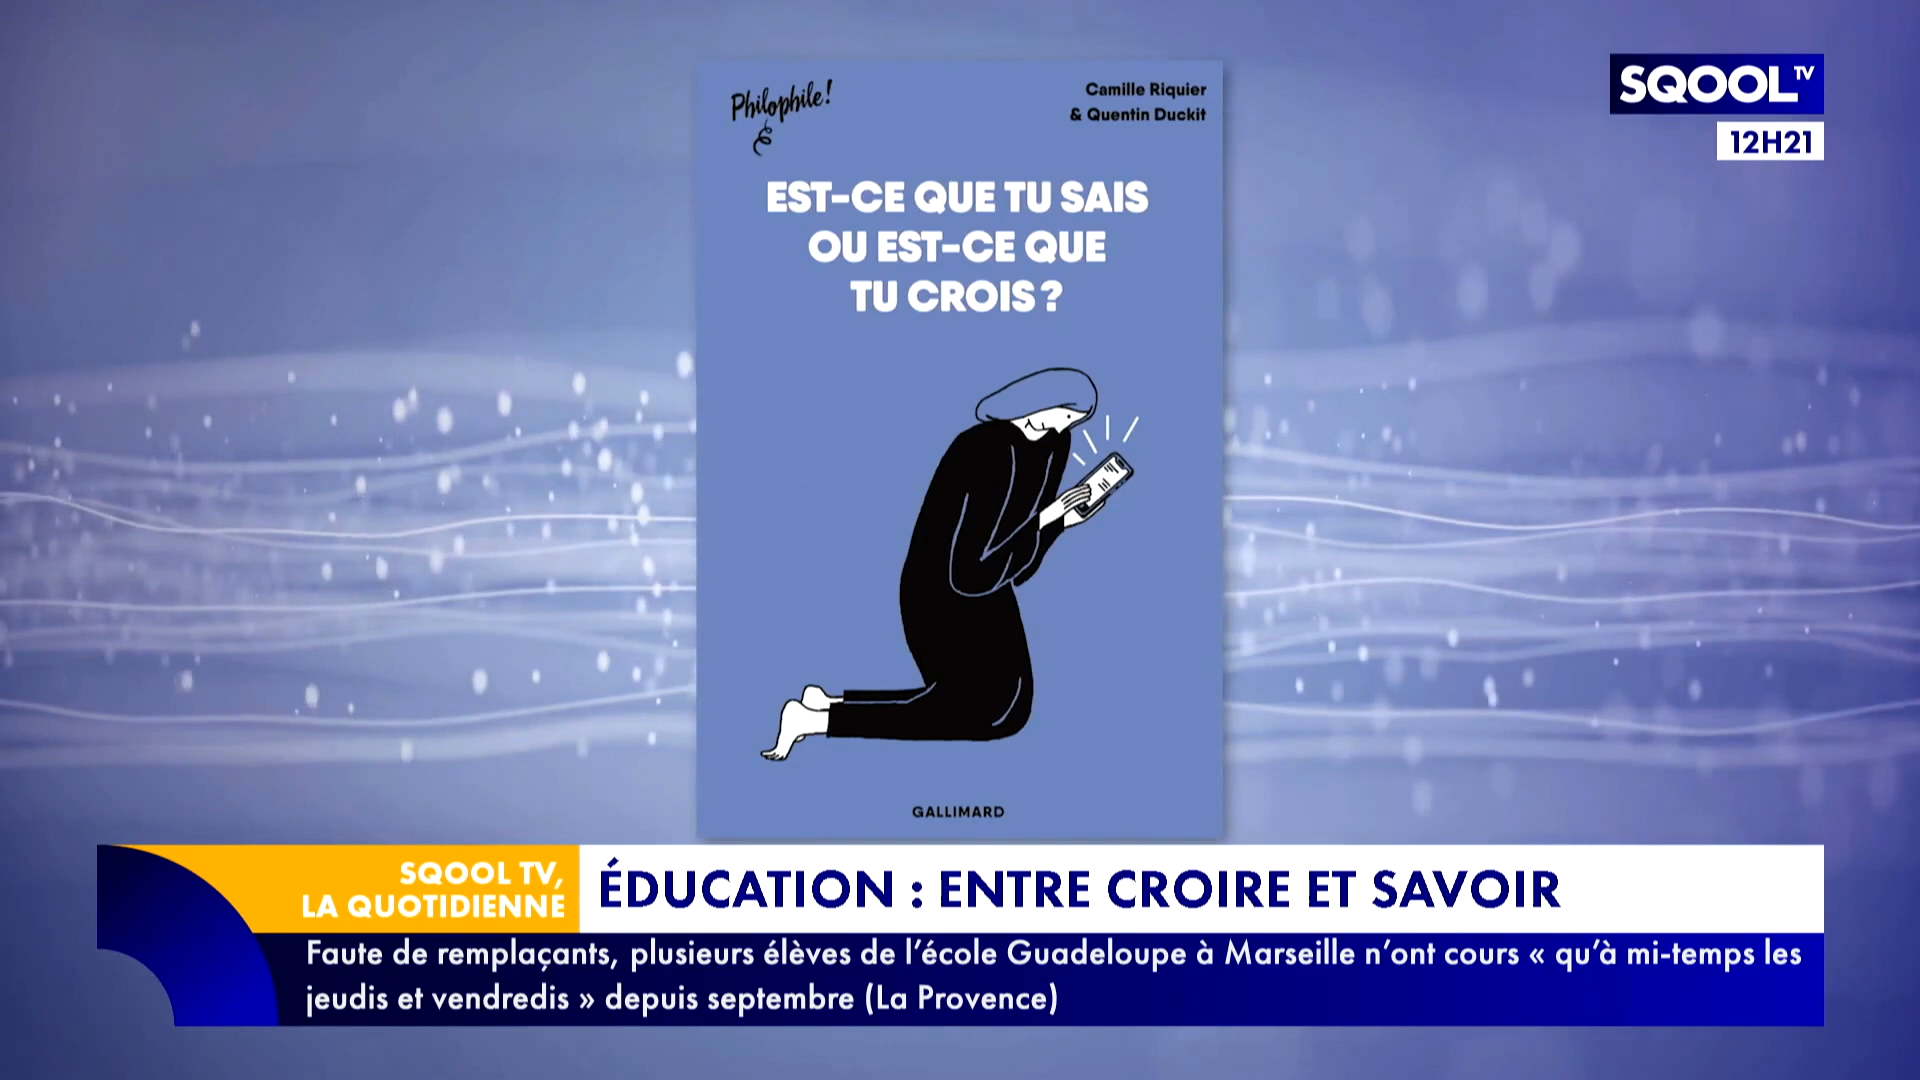 Philophile!
Camille Riquier
& Quentin Duckit
EST-CE QUE TU SAIS
OU EST-CE QUE
TU CROIS ?
GALLIMARD
SQOOL TV
12H21
SQOOL TV,
LA QUOTIDIENNE
ÉDUCATION : ENTRE CROIRE ET SAVOIR
Faute de remplaçants, plusieurs élèves de l’école Guadeloupe à Marseille n’ont cours « qu’à mi-temps les
jeudis et vendredis » depuis septembre (La Provence)